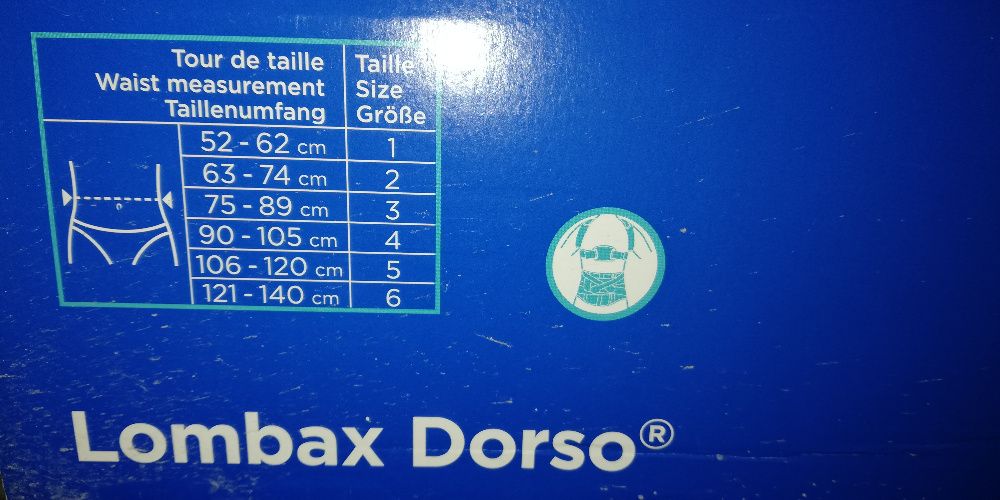 Tour de taille
Waist measurement
Taillenumfang
Taille
Size
Größe
52 - 62 cm 1
63 - 74 cm 2
75 - 89 cm 3
90 - 105 cm 4
106 - 120 cm 5
121 - 140 cm 6
Lombax Dorso®